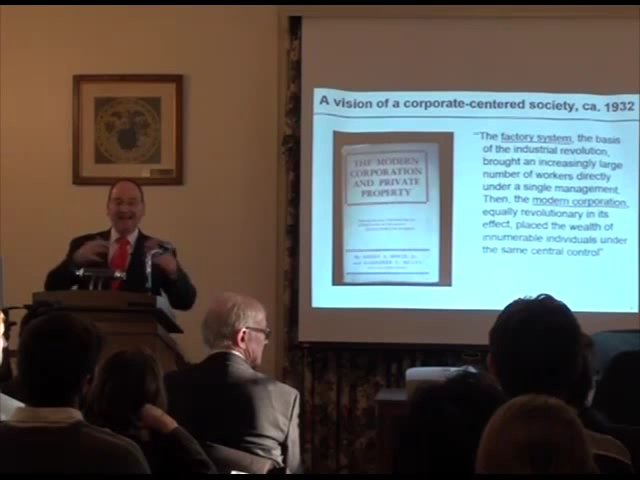 A vision of a corporate-centered society, ca. 1932
THE MODERN
CORPORATION
AND PRIVATE
PROPERTY
"The factory system, the basis
of the industrial revolution,
brought an increasingly large
number of workers directly
under a single management.
Then, the modern corporation,
equally revolutionary in its
effect, placed the wealth of
innumerable individuals under
the same central control"